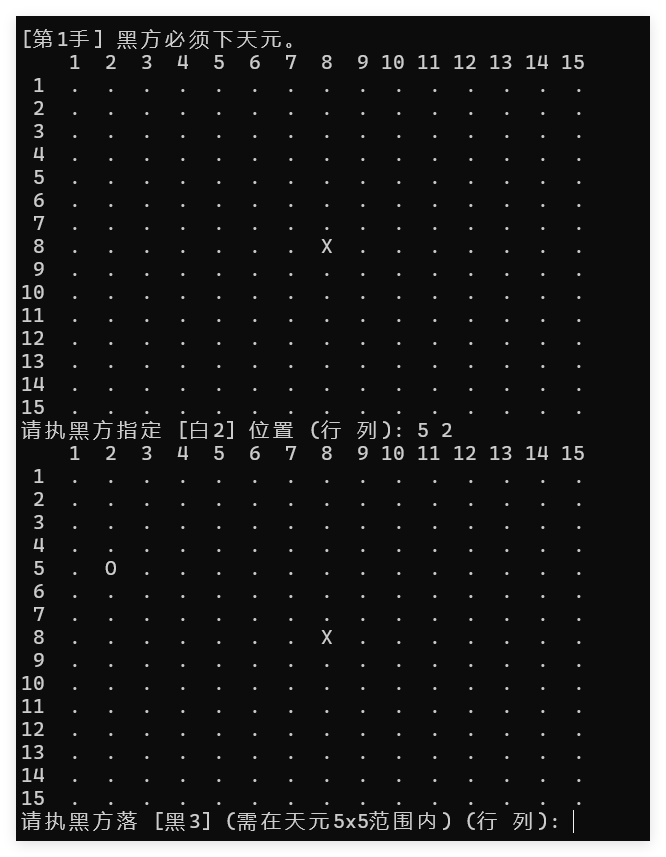 [第1手] 黑方必须下天元。
    1  2  3  4  5  6  7  8  9 10 11 12 13 14 15
 1  .  .  .  .  .  .  .  .  .  .  .  .  .  .  .
 2  .  .  .  .  .  .  .  .  .  .  .  .  .  .  .
 3  .  .  .  .  .  .  .  .  .  .  .  .  .  .  .
 4  .  .  .  .  .  .  .  .  .  .  .  .  .  .  .
 5  .  .  .  .  .  .  .  .  .  .  .  .  .  .  .
 6  .  .  .  .  .  .  .  .  .  .  .  .  .  .  .
 7  .  .  .  .  .  .  .  .  .  .  .  .  .  .  .
 8  .  .  .  .  .  .  .  X  .  .  .  .  .  .  .
 9  .  .  .  .  .  .  .  .  .  .  .  .  .  .  .
10  .  .  .  .  .  .  .  .  .  .  .  .  .  .  .
11  .  .  .  .  .  .  .  .  .  .  .  .  .  .  .
12  .  .  .  .  .  .  .  .  .  .  .  .  .  .  .
13  .  .  .  .  .  .  .  .  .  .  .  .  .  .  .
14  .  .  .  .  .  .  .  .  .  .  .  .  .  .  .
15  .  .  .  .  .  .  .  .  .  .  .  .  .  .  .
请执黑方指定 [白2] 位置 (行 列): 5 2
    1  2  3  4  5  6  7  8  9 10 11 12 13 14 15
 1  .  .  .  .  .  .  .  .  .  .  .  .  .  .  .
 2  .  .  .  .  .  .  .  .  .  .  .  .  .  .  .
 3  .  .  .  .  .  .  .  .  .  .  .  .  .  .  .
 4  .  .  .  .  .  .  .  .  .  .  .  .  .  .  .
 5  .  O  .  .  .  .  .  .  .  .  .  .  .  .  .
 6  .  .  .  .  .  .  .  .  .  .  .  .  .  .  .
 7  .  .  .  .  .  .  .  .  .  .  .  .  .  .  .
 8  .  .  .  .  .  .  .  X  .  .  .  .  .  .  .
 9  .  .  .  .  .  .  .  .  .  .  .  .  .  .  .
10  .  .  .  .  .  .  .  .  .  .  .  .  .  .  .
11  .  .  .  .  .  .  .  .  .  .  .  .  .  .  .
12  .  .  .  .  .  .  .  .  .  .  .  .  .  .  .
13  .  .  .  .  .  .  .  .  .  .  .  .  .  .  .
14  .  .  .  .  .  .  .  .  .  .  .  .  .  .  .
15  .  .  .  .  .  .  .  .  .  .  .  .  .  .  .
请执黑方落 [黑3] (需在天元5x5范围内) (行 列):